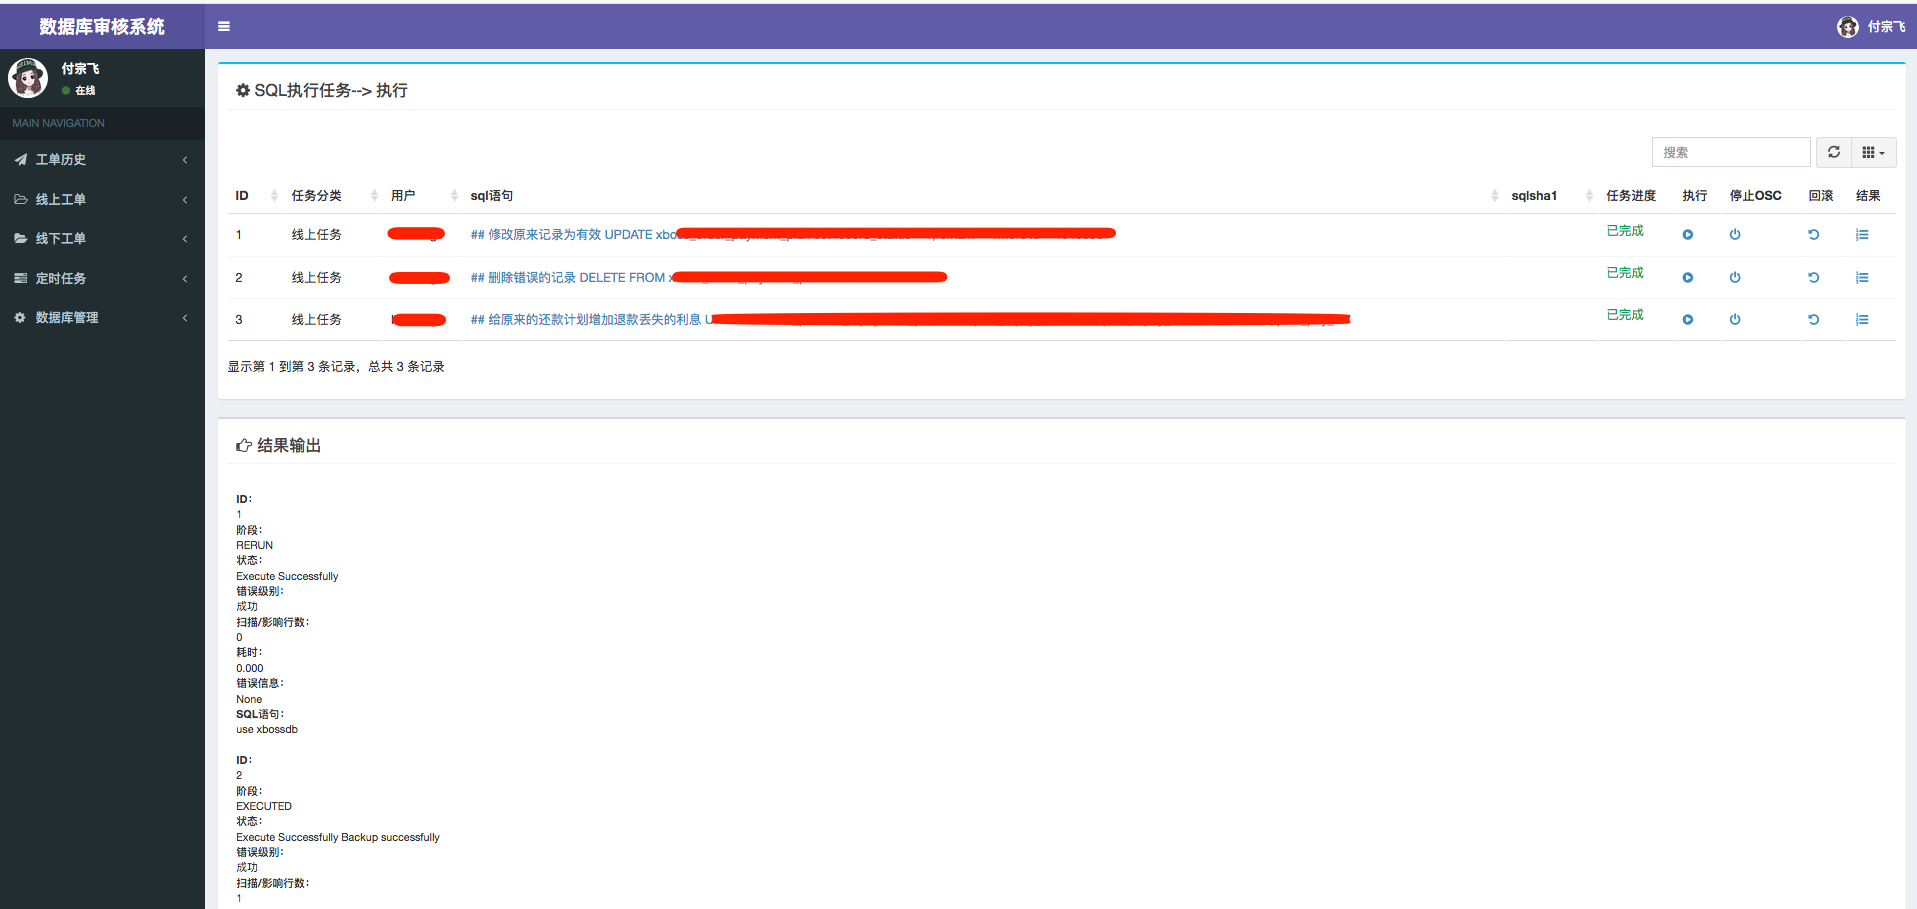 数据库审核系统
付宗飞
付宗飞
在线
MAIN NAVIGATION
工单历史
线上工单
线下工单
定时任务
数据库管理
SQL执行任务--> 执行
搜索
ID 任务分类 用户 sql语句 sqlsha1 任务进度 执行 停止OSC 回滚 结果
1 线上任务 ## 修改原来记录为有效 UPDATE 已完成
2 线上任务 ## 删除错误的记录 DELETE FROM 已完成
3 线上任务 ## 给原来的还款计划增加退款丢失的利息 已完成
显示第 1 到第 3 条记录，总共 3 条记录
结果输出
ID：
1
阶段：
RERUN
状态：
Execute Successfully
错误级别：
成功
扫描/影响行数：
0
耗时：
0.000
错误信息：
None
SQL语句：
use xbossdb
ID：
2
阶段：
EXECUTED
状态：
Execute Successfully Backup successfully
错误级别：
成功
扫描/影响行数：
1